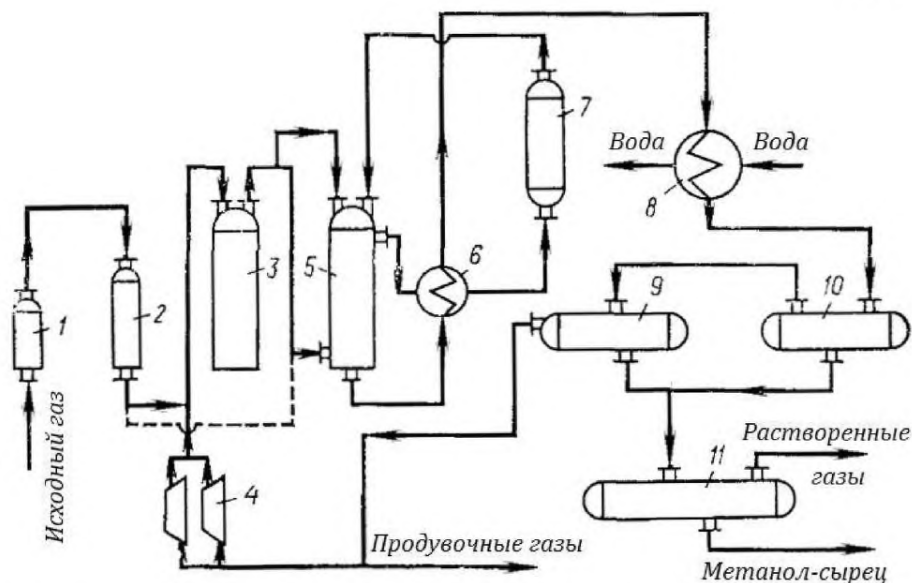 7
Вода
Вода
8
6
3
5
2
1
9
10
Исходный газ
4
11
Растворенные
газы
Продувочные газы
Метанол-сырец